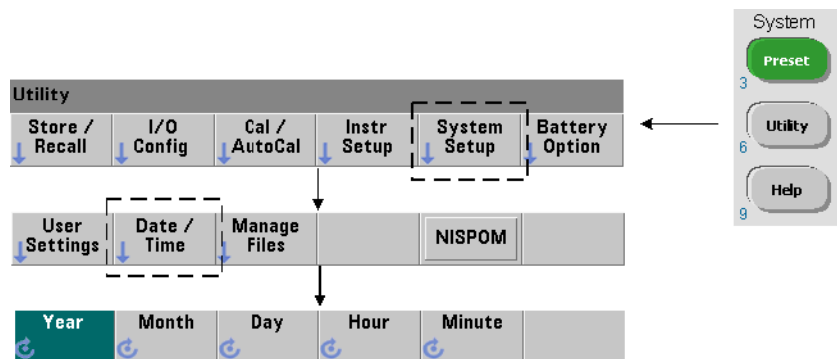 System
Preset
3
Utility
6
Help
9
Utility
Store / Recall
I/O Config
Cal / AutoCal
Instr Setup
System Setup
Battery Option
User Settings
Date / Time
Manage Files
NISPOM
Year
Month
Day
Hour
Minute